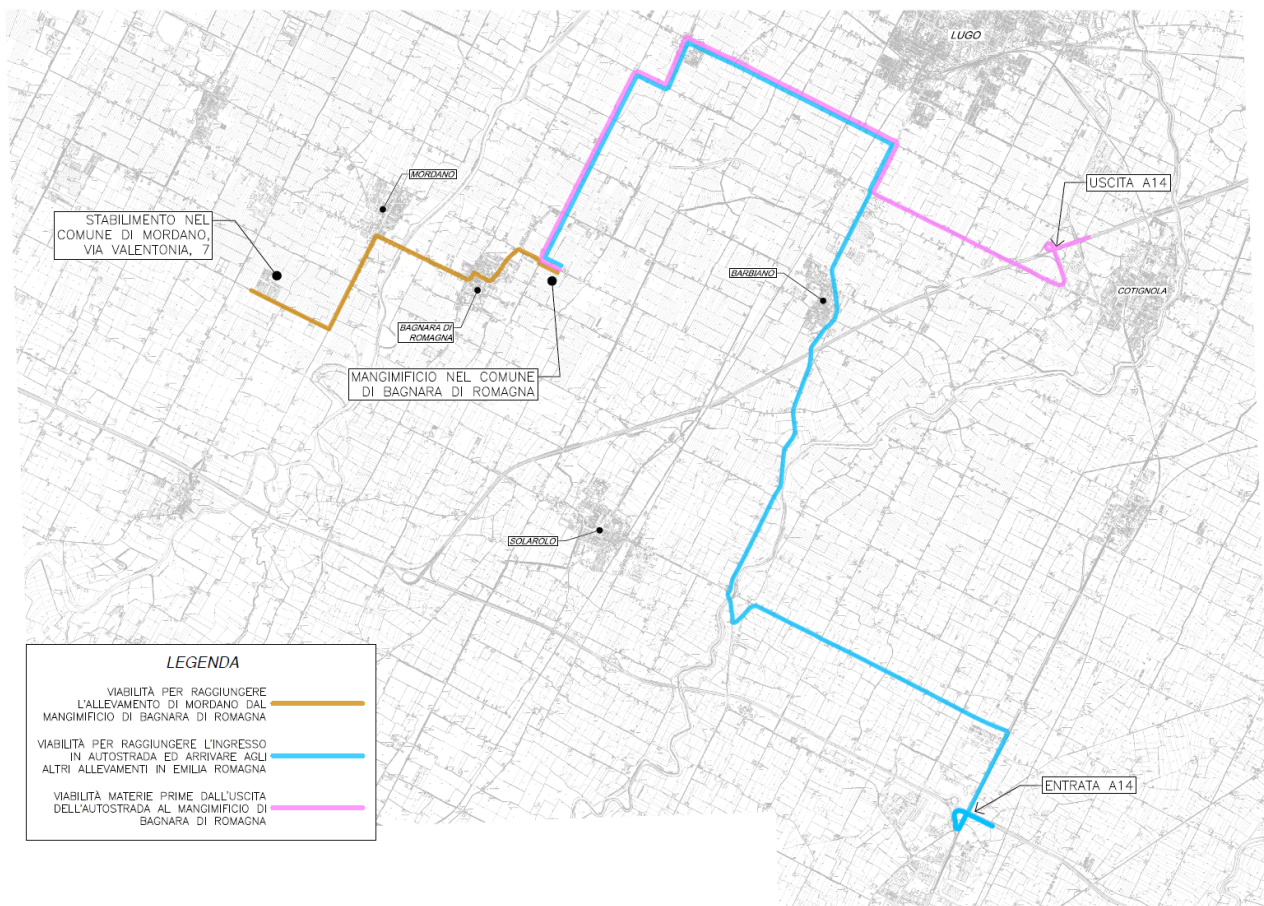 LUGO
USCITA A14
MORDANO
STABILIMENTO NEL
COMUNE DI MORDANO,
VIA VALENTONIA, 7
BARBIANO
COTIGNOLA
BAGNARA DI
ROMAGNA
MANGIMIFICIO NEL COMUNE
DI BAGNARA DI ROMAGNA
SOLAROLO
LEGENDA
VIABILITÀ PER RAGGIUNGERE
L'ALLEVAMENTO DI MORDANO DAL
MANGIMIFICIO DI BAGNARA DI ROMAGNA
VIABILITÀ PER RAGGIUNGERE L'INGRESSO
IN AUTOSTRADA ED ARRIVARE AGLI
ALTRI ALLEVAMENTI IN EMILIA ROMAGNA
VIABILITÀ MATERIE PRIME DALL'USCITA
DELL'AUTOSTRADA AL MANGIMIFICIO DI
BAGNARA DI ROMAGNA
ENTRATA A14